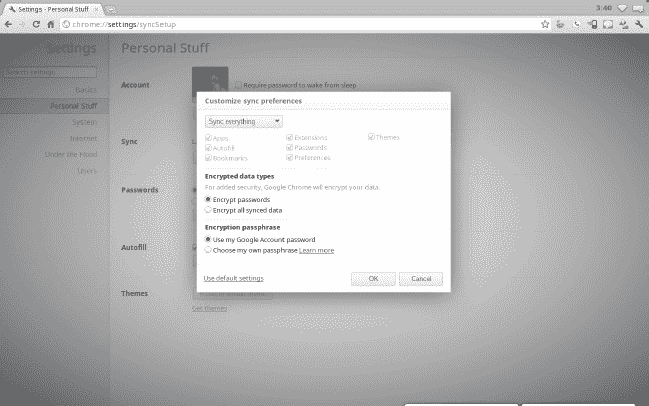 Settings - Personal Stuff
3:40
chrome://settings/syncSetup
Settings
Personal Stuff
Search settings
Basics
Personal Stuff
System
Internet
Under the Hood
Users
Account
Require password to wake from sleep
Sync
Passwords
Autofill
Themes
Get themes
Customize sync preferences
Sync everything
Apps
Extensions
Themes
Autofill
Passwords
Bookmarks
Preferences
Encrypted data types
For added security, Google Chrome will encrypt your data.
Encrypt passwords
Encrypt all synced data
Encryption passphrase
Use my Google Account password
Choose my own passphrase Learn more
Use default settings
OK
Cancel